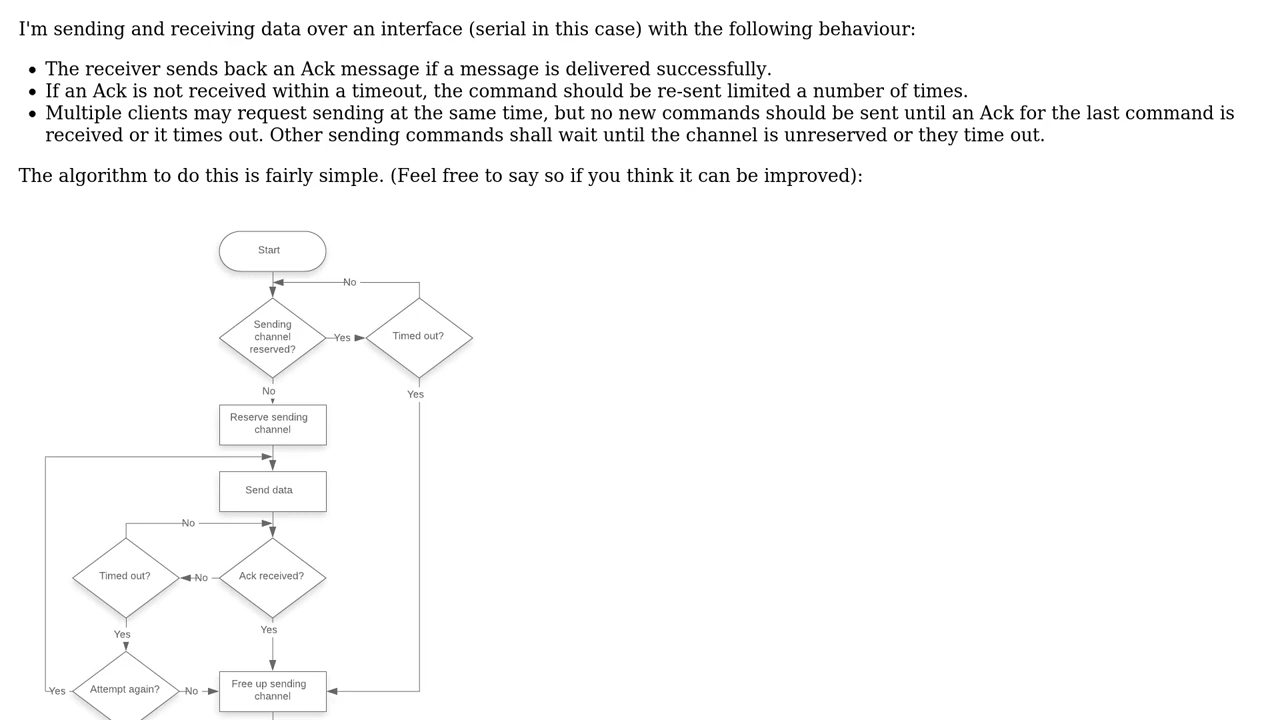 I'm sending and receiving data over an interface (serial in this case) with the following behaviour:
The receiver sends back an Ack message if a message is delivered successfully.
If an Ack is not received within a timeout, the command should be re-sent limited a number of times.
Multiple clients may request sending at the same time, but no new commands should be sent until an Ack for the last command is
received or it times out. Other sending commands shall wait until the channel is unreserved or they time out.
The algorithm to do this is fairly simple. (Feel free to say so if you think it can be improved):
Start
No
Sending
channel
reserved?
Yes
Timed out?
No
Yes
Reserve sending
channel
Send data
No
Timed out?
No
Ack received?
Yes
Yes
Yes
Attempt again?
No
Free up sending
channel